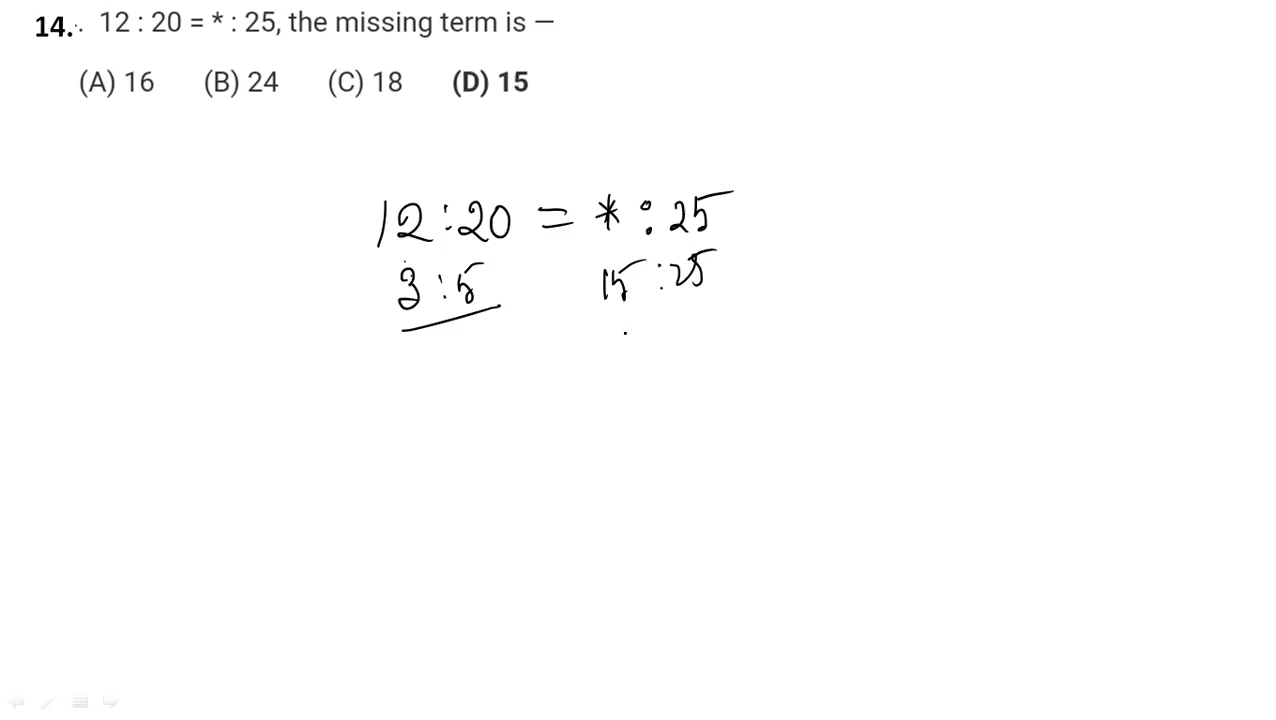 14. 12 : 20 = * : 25, the missing term is —
(A) 16 (B) 24 (C) 18 (D) 15
12 : 20 = * : 25
3 : 5 15 : 25